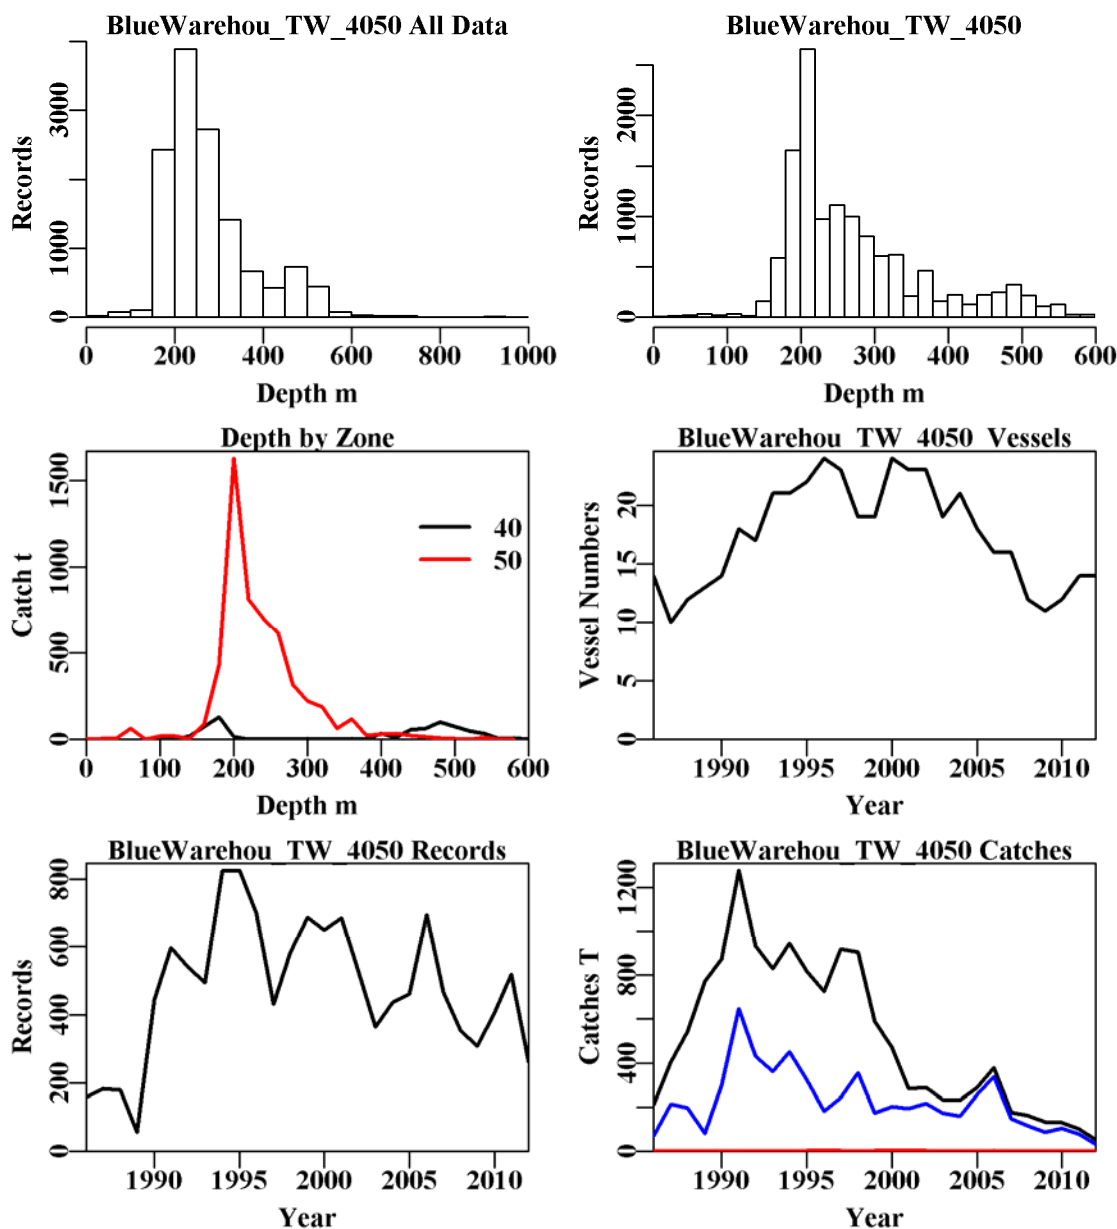 BlueWarehou_TW_4050 All Data
Records
0 1000 3000
0 200 400 600 800 1000
Depth m
BlueWarehou_TW_4050
Records
0 1000 2000
0 100 200 300 400 500 600
Depth m
Depth by Zone
Catch t
0 500 1000 1500
40
50
0 100 200 300 400 500 600
Depth m
BlueWarehou_TW_4050_Vessels
Vessel Numbers
0 5 10 15 20
1990 1995 2000 2005 2010
Year
BlueWarehou_TW_4050 Records
Records
0 200 400 600 800
1990 1995 2000 2005 2010
Year
BlueWarehou_TW_4050 Catches
Catches T
0 400 800 1200
1990 1995 2000 2005 2010
Year